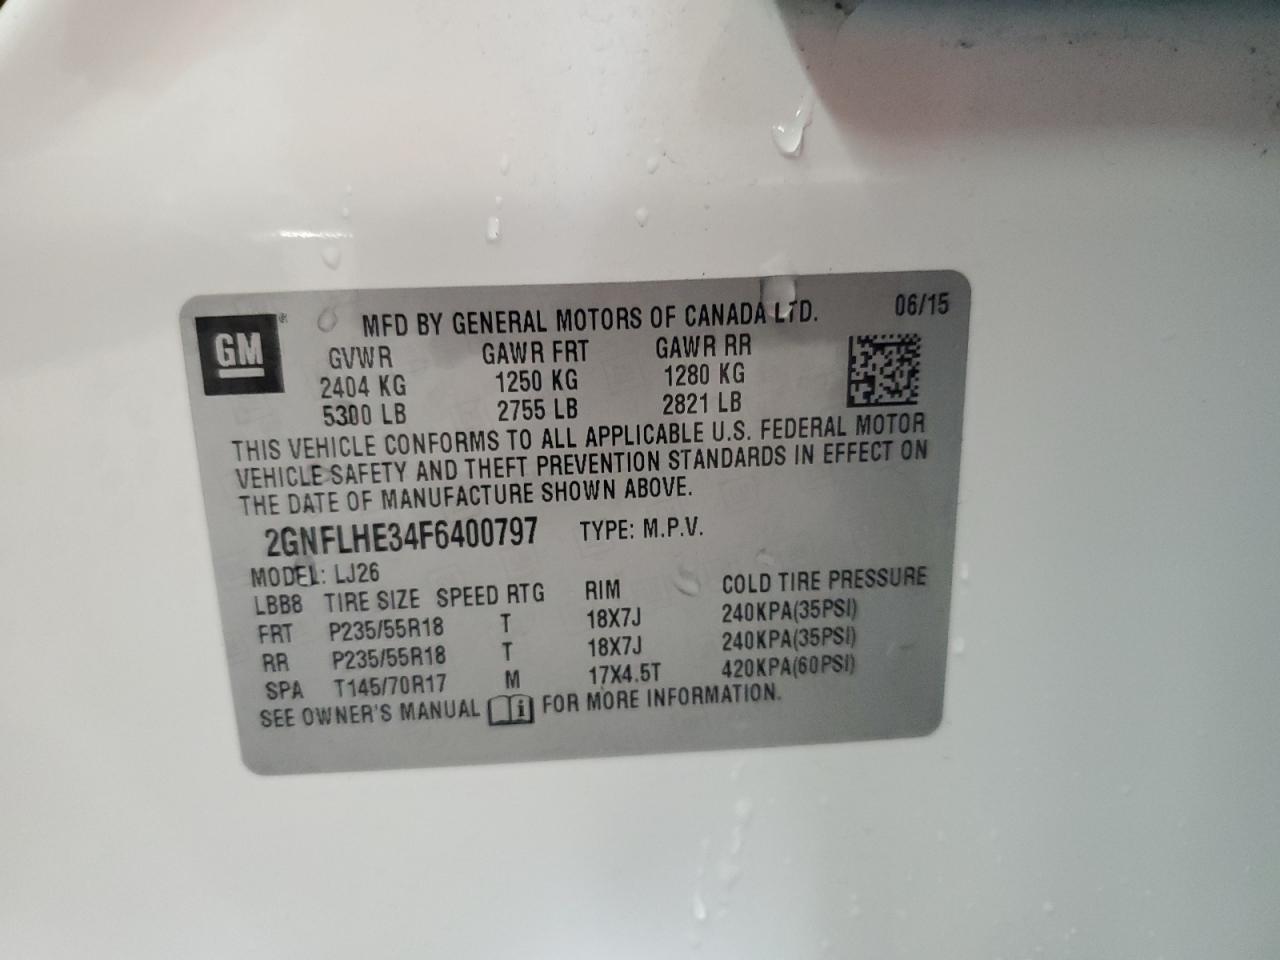 GM
MFD BY GENERAL MOTORS OF CANADA LTD. 06/15
GVWR GAWR FRT GAWR RR
2404 KG 1250 KG 1280 KG
5300 LB 2755 LB 2821 LB
THIS VEHICLE CONFORMS TO ALL APPLICABLE U.S. FEDERAL MOTOR
VEHICLE SAFETY AND THEFT PREVENTION STANDARDS IN EFFECT ON
THE DATE OF MANUFACTURE SHOWN ABOVE.
2GNFLHE34F6400797 TYPE: M.P.V.
MODEL: LJ26
LBB8 TIRE SIZE SPEED RTG RIM COLD TIRE PRESSURE
FRT P235/55R18 T 18X7J 240KPA(35PSI)
RR P235/55R18 T 18X7J 240KPA(35PSI)
SPA T145/70R17 M 17X4.5T 420KPA(60PSI)
SEE OWNER'S MANUAL i FOR MORE INFORMATION.